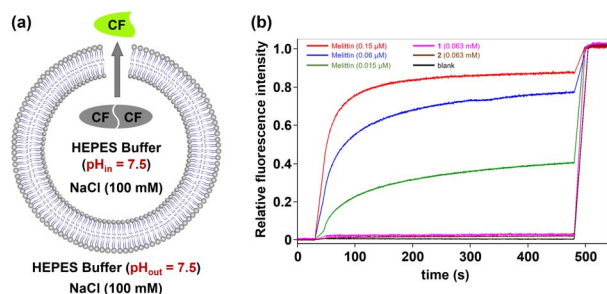 (a)
CF
CF CF
HEPES Buffer
(pHin = 7.5)
NaCl (100 mM)
HEPES Buffer (pHout = 7.5)
NaCl (100 mM)
(b)
Melittin (0.15 μM)
Melittin (0.06 μM)
Melittin (0.015 μM)
1 (0.063 mM)
2 (0.063 mM)
blank
Relative fluorescence intensity
1.0
0.8
0.6
0.4
0.2
0.0
0 100 200 300 400 500
time (s)